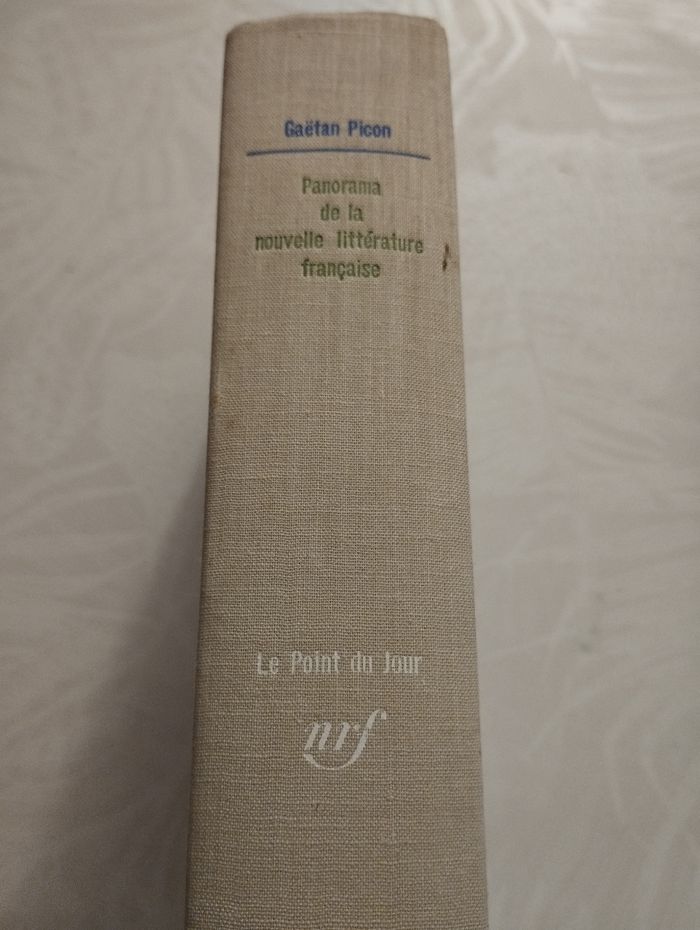 Gaëtan Picon
Panorama
de la
nouvelle littérature
française
Le Point du Jour
nrf